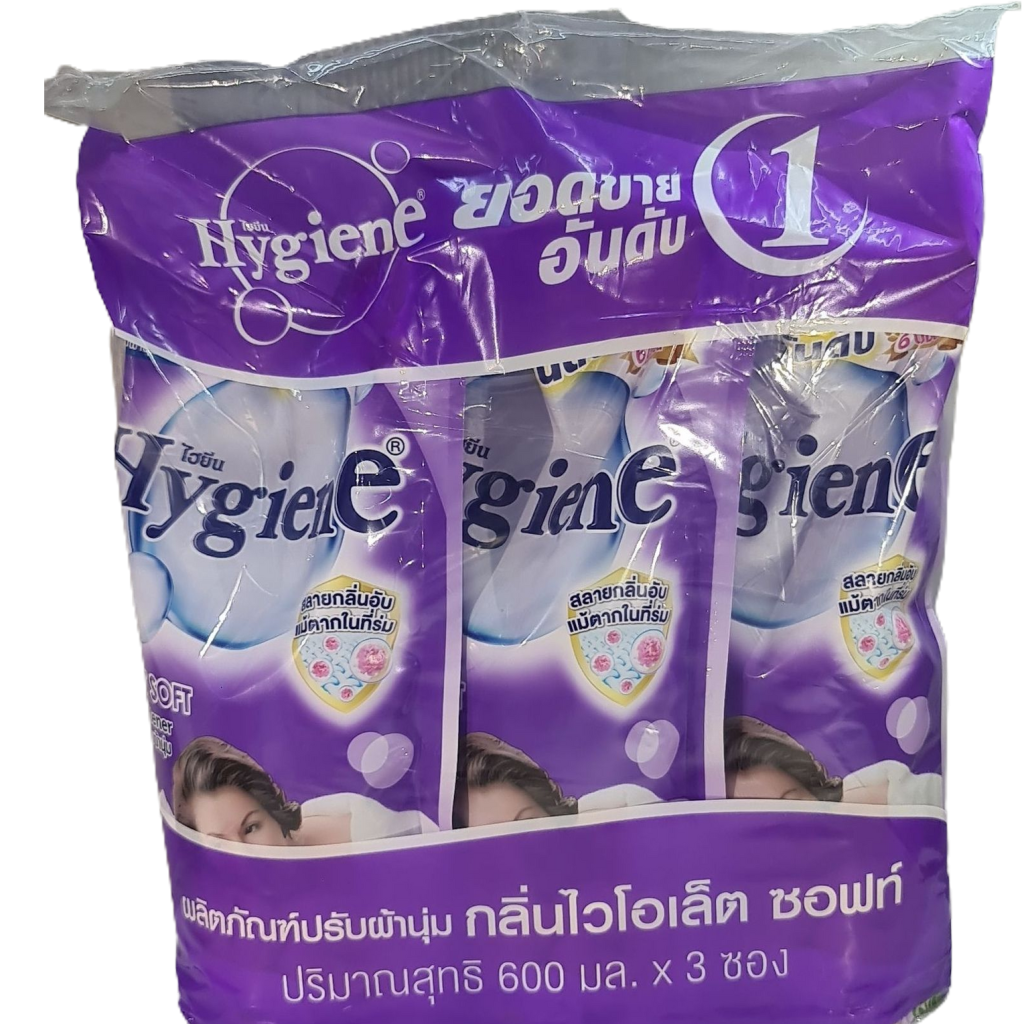 ไฮยีน
Hygiene®
ยอดขาย
อันดับ
1
ไฮยีน
Hygiene®
สลายกลิ่นอับ
แม้ตากในที่ร่ม
SOFT
ygiene
สลายกลิ่นอับ
แม้ตากในที่ร่ม
อันดับ
giene
สลายกลิ่นอับ
แม้ตากในที่ร่ม
ผลิตภัณฑ์ปรับผ้านุ่ม กลิ่นไวโอเล็ต ซอฟท์
ปริมาณสุทธิ 600 มล. x 3 ซอง